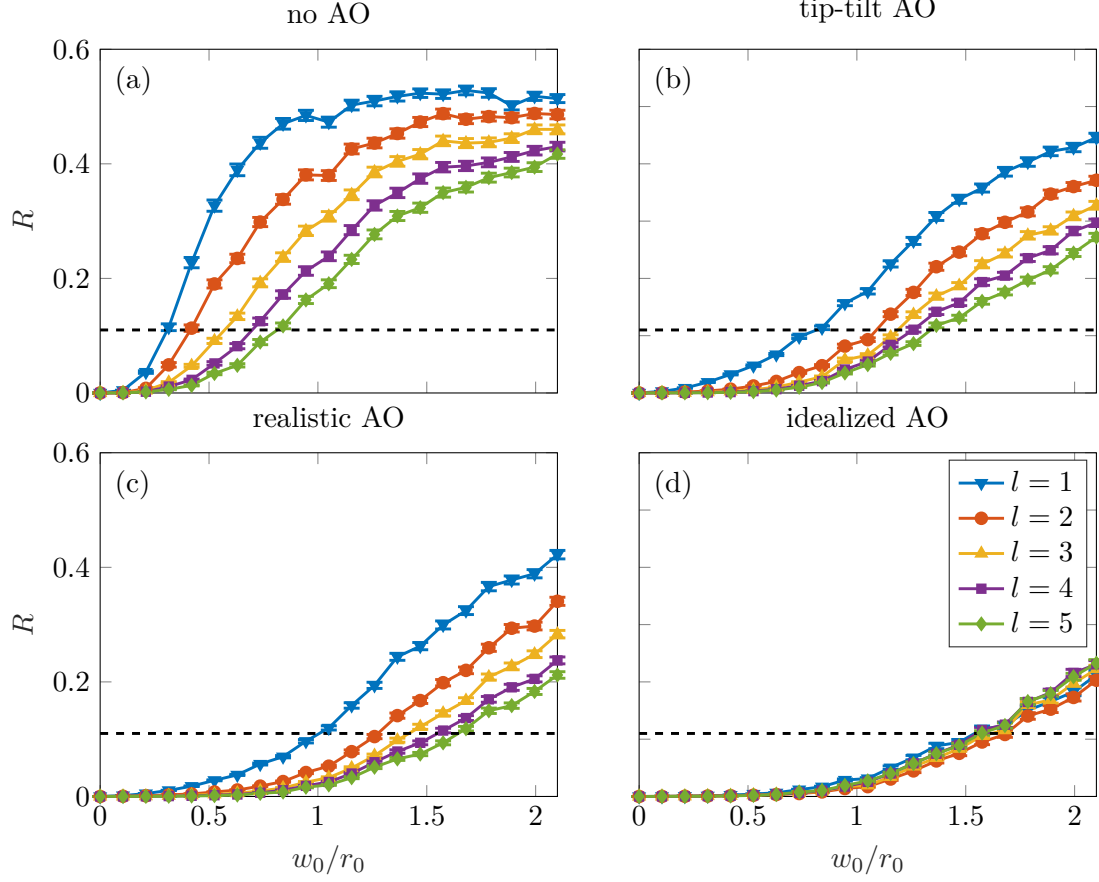 no AO
tip-tilt AO
0.6
(a)
(b)
0.4
R
0.2
0
realistic AO
idealized AO
0.6
(c)
(d)
l = 1
l = 2
l = 3
l = 4
l = 5
0.4
R
0.2
0
0 0.5 1 1.5 2
0 0.5 1 1.5 2
w₀/r₀
w₀/r₀